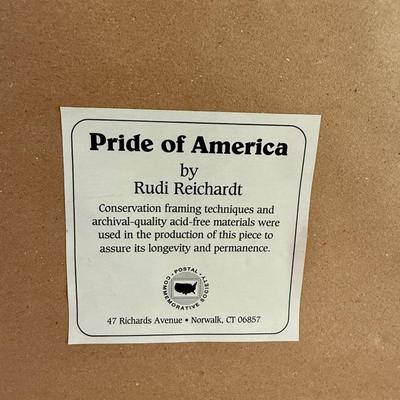 Pride of America
by
Rudi Reichardt
Conservation framing techniques and
archival-quality acid-free materials were
used in the production of this piece to
assure its longevity and permanence.
• POSTAL •
COMMEMORATIVE SOCIETY
47 Richards Avenue • Norwalk, CT 06857